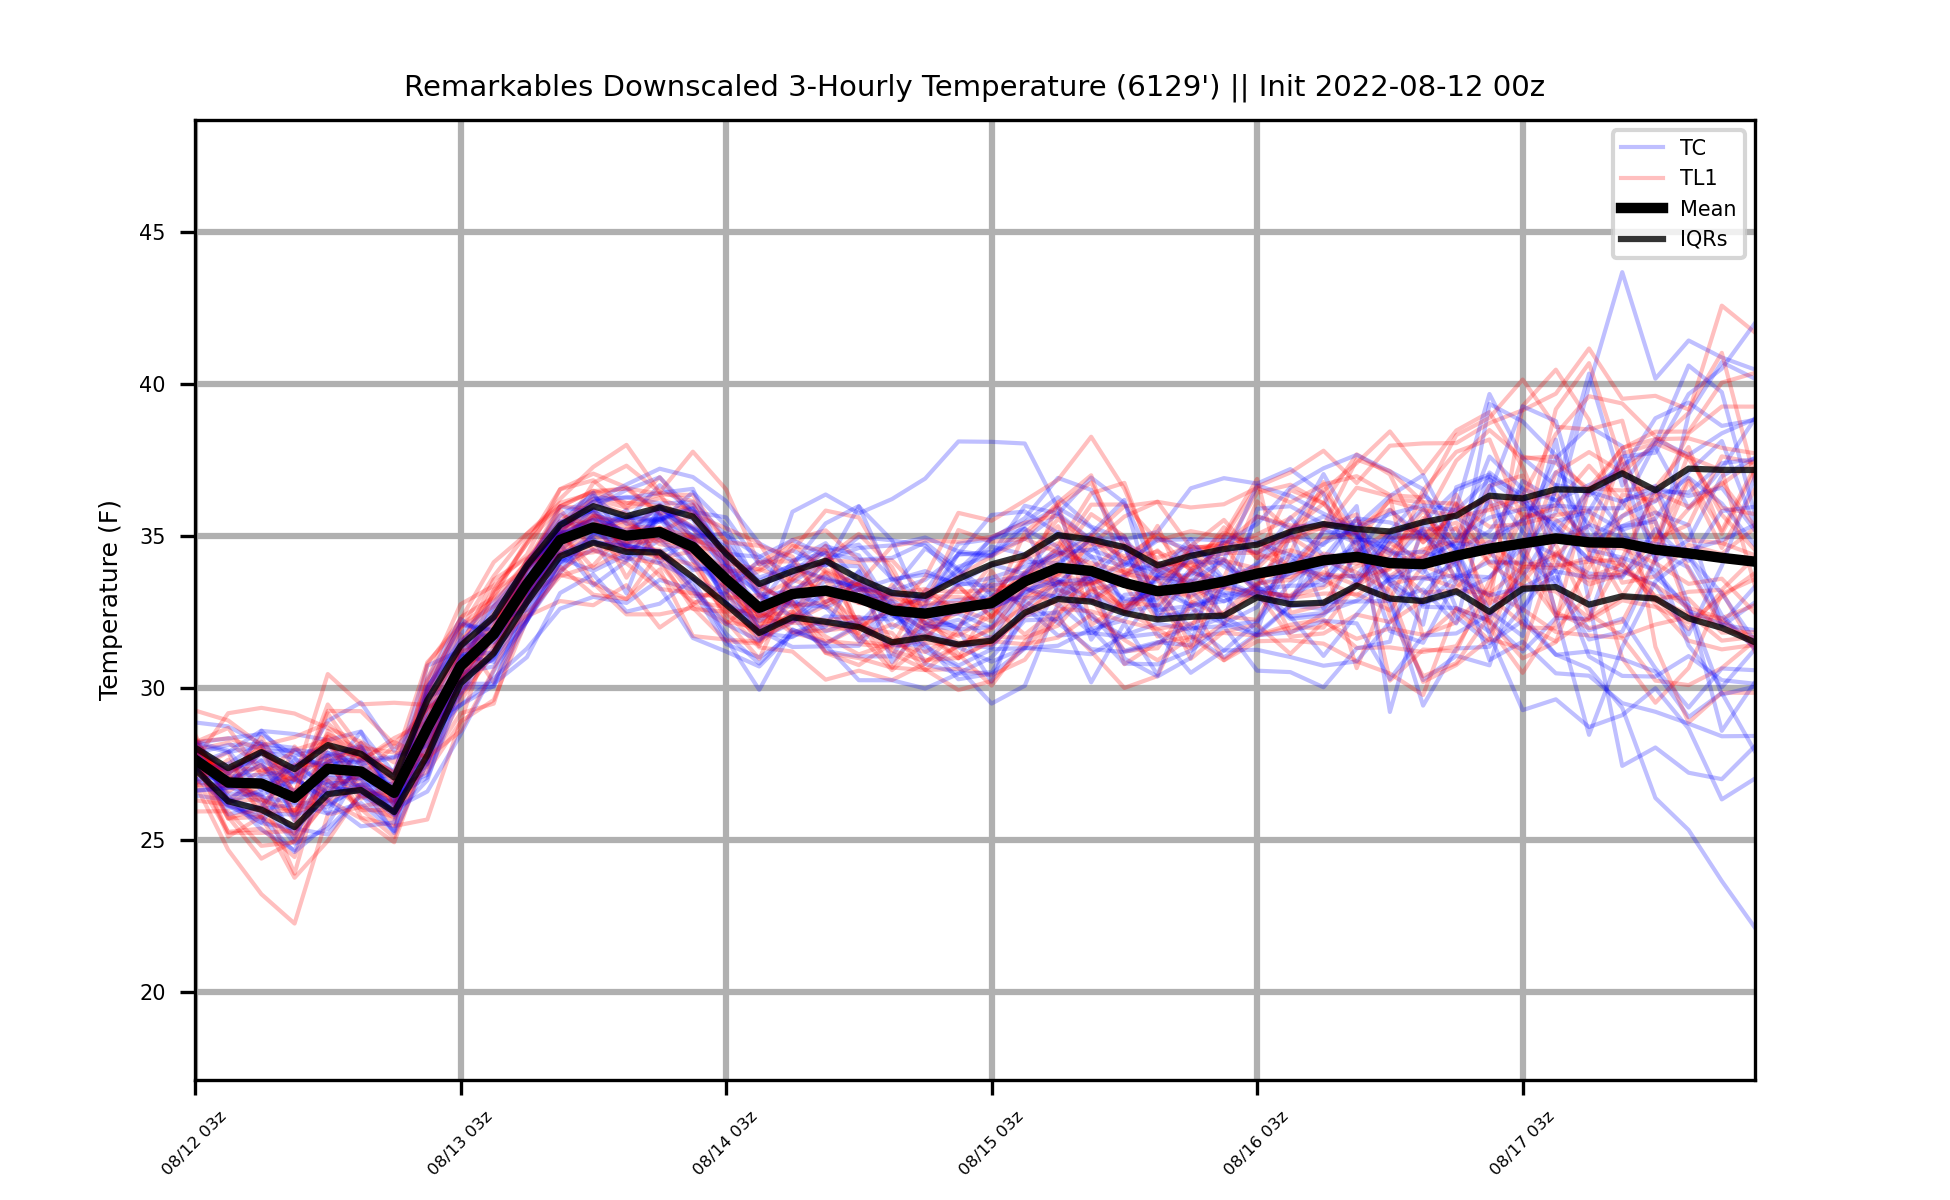 Remarkables Downscaled 3-Hourly Temperature (6129') || Init 2022-08-12 00z
TC
TL1
Mean
IQRs
Temperature (F)
45
40
35
30
25
20
08/12 03z
08/13 03z
08/14 03z
08/15 03z
08/16 03z
08/17 03z